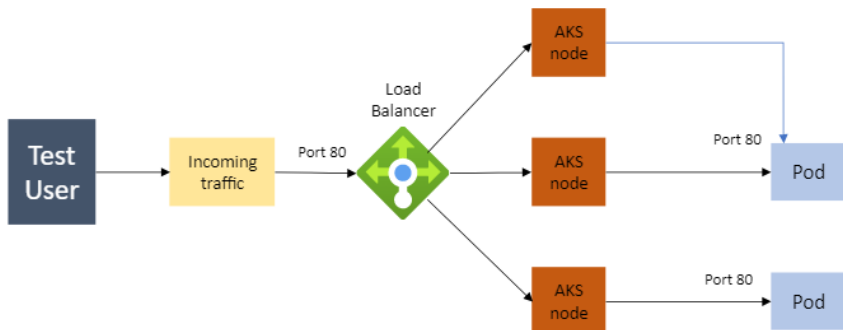 AKS
node
Load
Balancer
Test
User
Incoming
traffic
Port 80
AKS
node
Port 80
Pod
AKS
node
Port 80
Pod